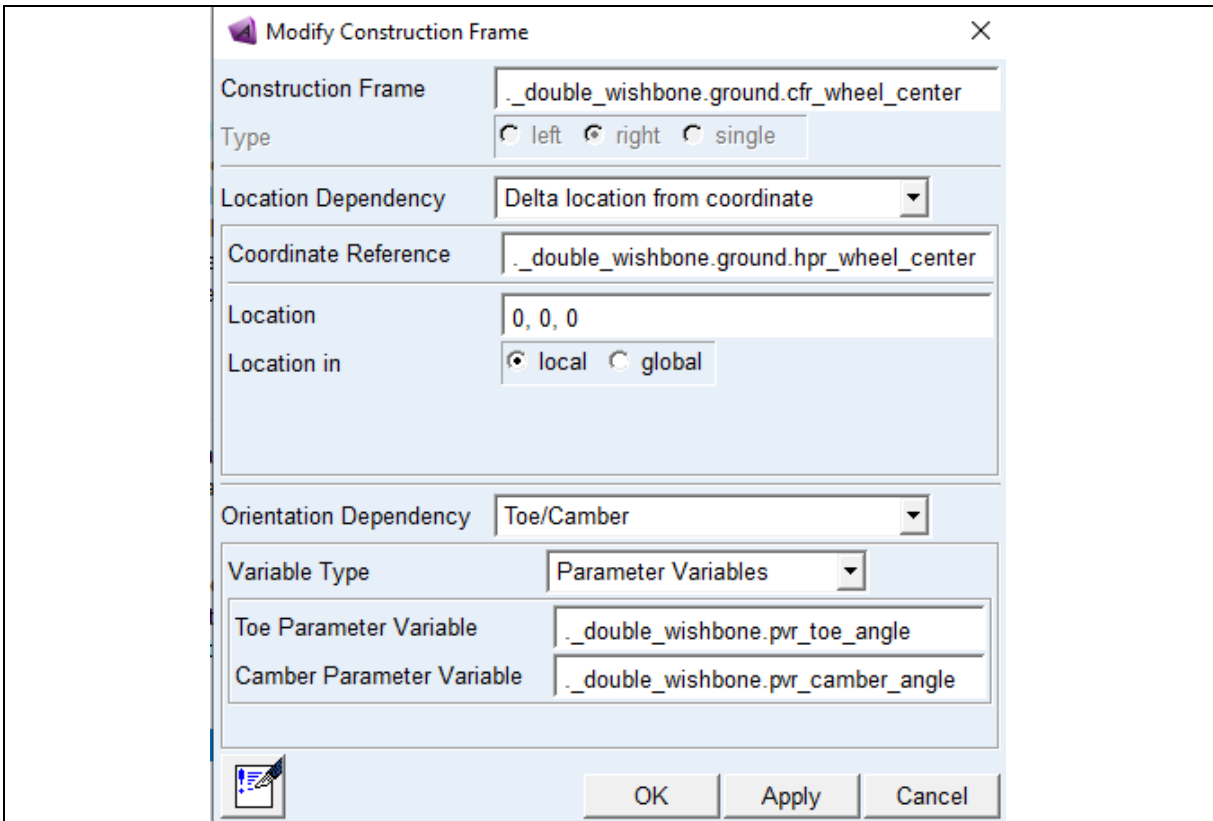 Modify Construction Frame
Construction Frame ._double_wishbone.ground.cfr_wheel_center
Type left right single
Location Dependency Delta location from coordinate
Coordinate Reference ._double_wishbone.ground.hpr_wheel_center
Location 0, 0, 0
Location in local global
Orientation Dependency Toe/Camber
Variable Type Parameter Variables
Toe Parameter Variable ._double_wishbone.pvr_toe_angle
Camber Parameter Variable ._double_wishbone.pvr_camber_angle
OK Apply Cancel